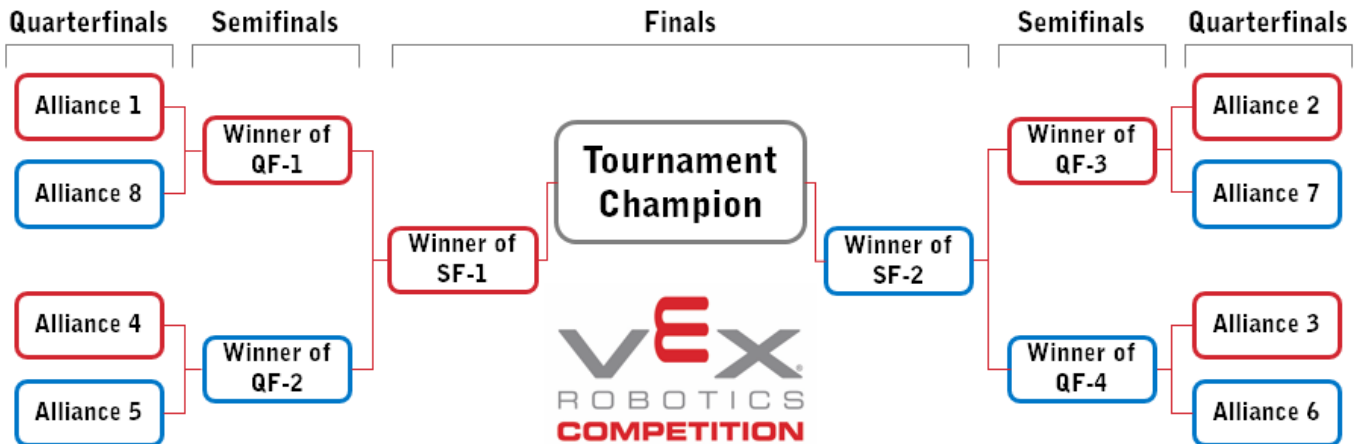 Quarterfinals
Semifinals
Finals
Semifinals
Quarterfinals
Alliance 1
Alliance 8
Alliance 4
Alliance 5
Winner of
QF-1
Winner of
QF-2
Winner of
SF-1
Tournament
Champion
Winner of
SF-2
Winner of
QF-3
Winner of
QF-4
Alliance 2
Alliance 7
Alliance 3
Alliance 6
VEX®
ROBOTICS
COMPETITION